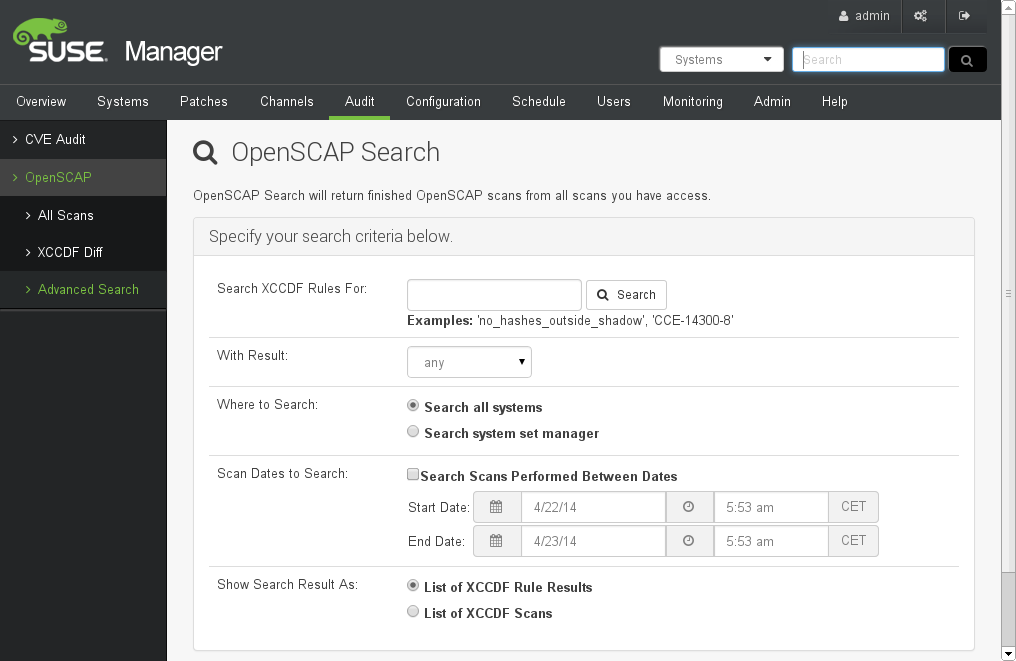 admin
SUSE Manager
Systems
Search
Overview Systems Patches Channels Audit Configuration Schedule Users Monitoring Admin Help
CVE Audit
OpenSCAP
All Scans
XCCDF Diff
Advanced Search
OpenSCAP Search
OpenSCAP Search will return finished OpenSCAP scans from all scans you have access.
Specify your search criteria below.
Search XCCDF Rules For:
Search
Examples: 'no_hashes_outside_shadow', 'CCE-14300-8'
With Result:
any
Where to Search:
Search all systems
Search system set manager
Scan Dates to Search:
Search Scans Performed Between Dates
Start Date: 4/22/14 5:53 am CET
End Date: 4/23/14 5:53 am CET
Show Search Result As:
List of XCCDF Rule Results
List of XCCDF Scans